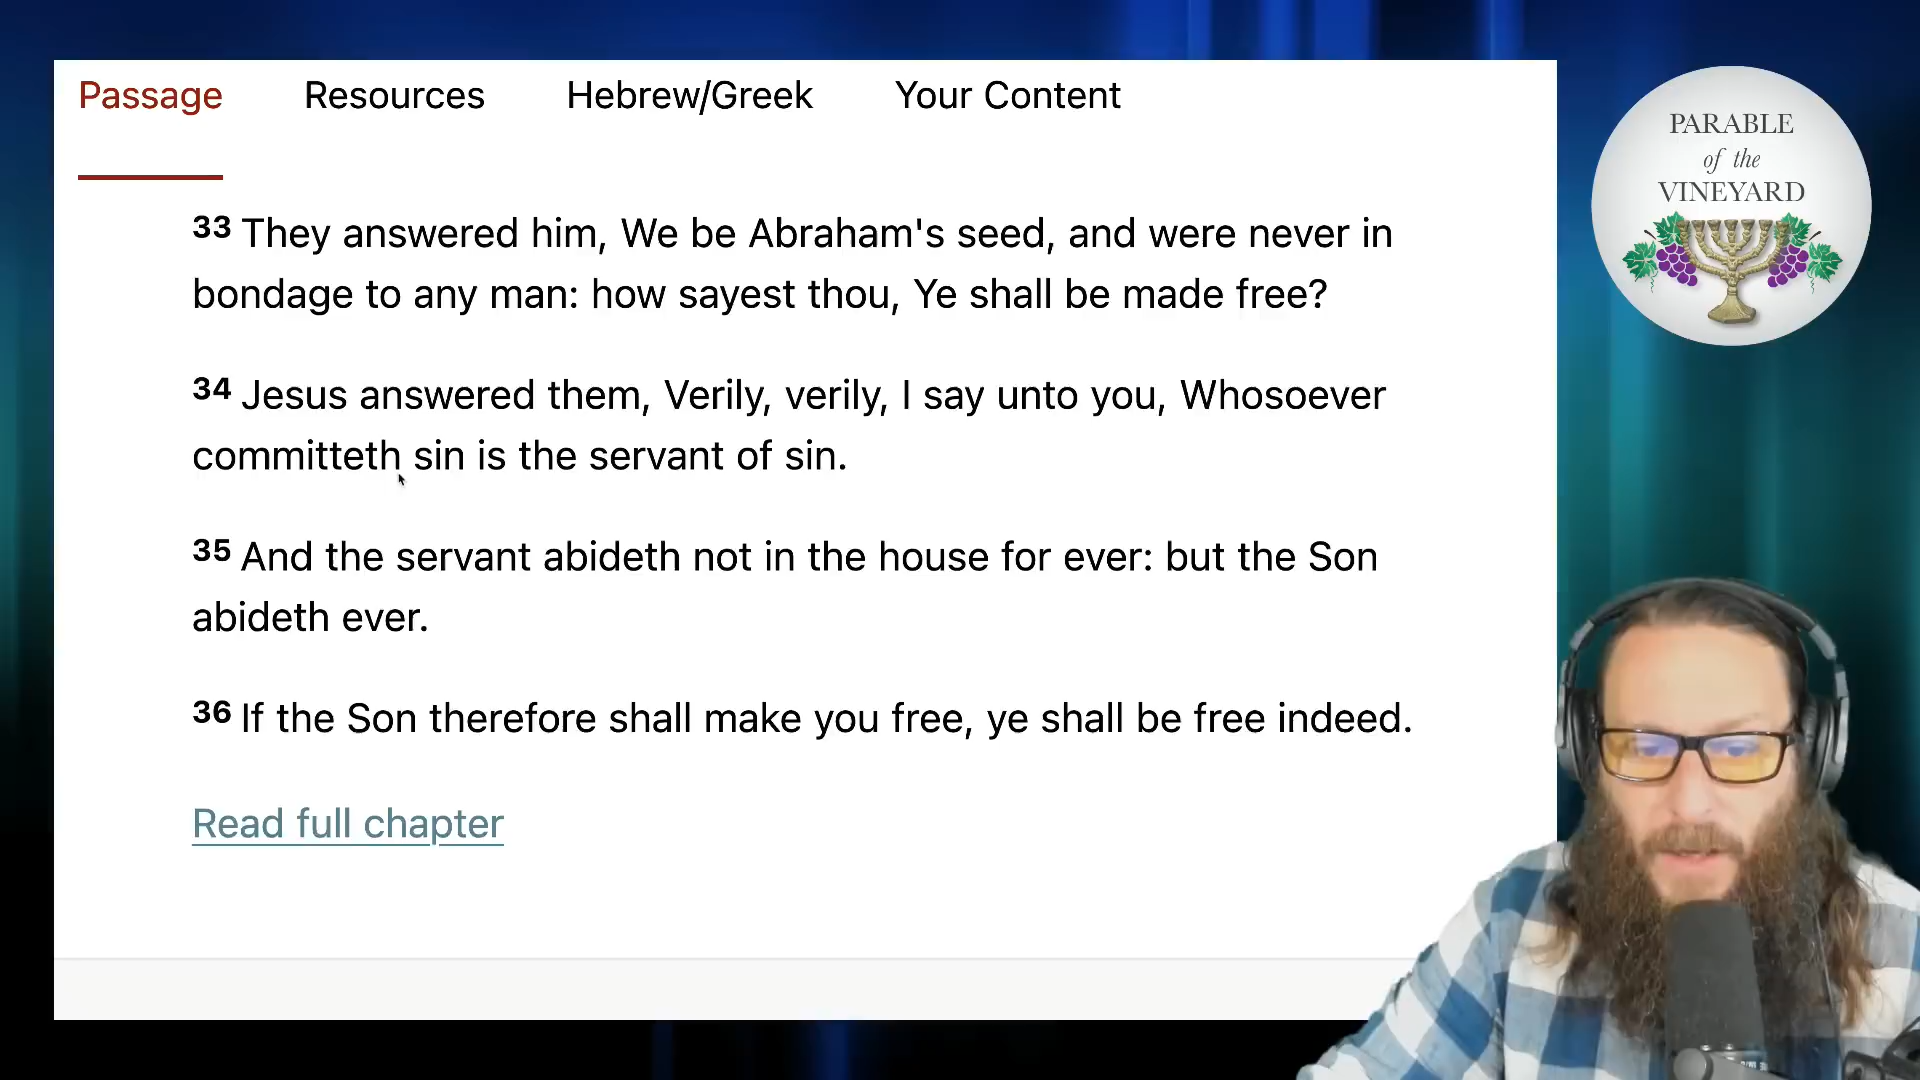 Passage Resources Hebrew/Greek Your Content
PARABLE
of the
VINEYARD
33 They answered him, We be Abraham's seed, and were never in
bondage to any man: how sayest thou, Ye shall be made free?
34 Jesus answered them, Verily, verily, I say unto you, Whosoever
committeth sin is the servant of sin.
35 And the servant abideth not in the house for ever: but the Son
abideth ever.
36 If the Son therefore shall make you free, ye shall be free indeed.
Read full chapter